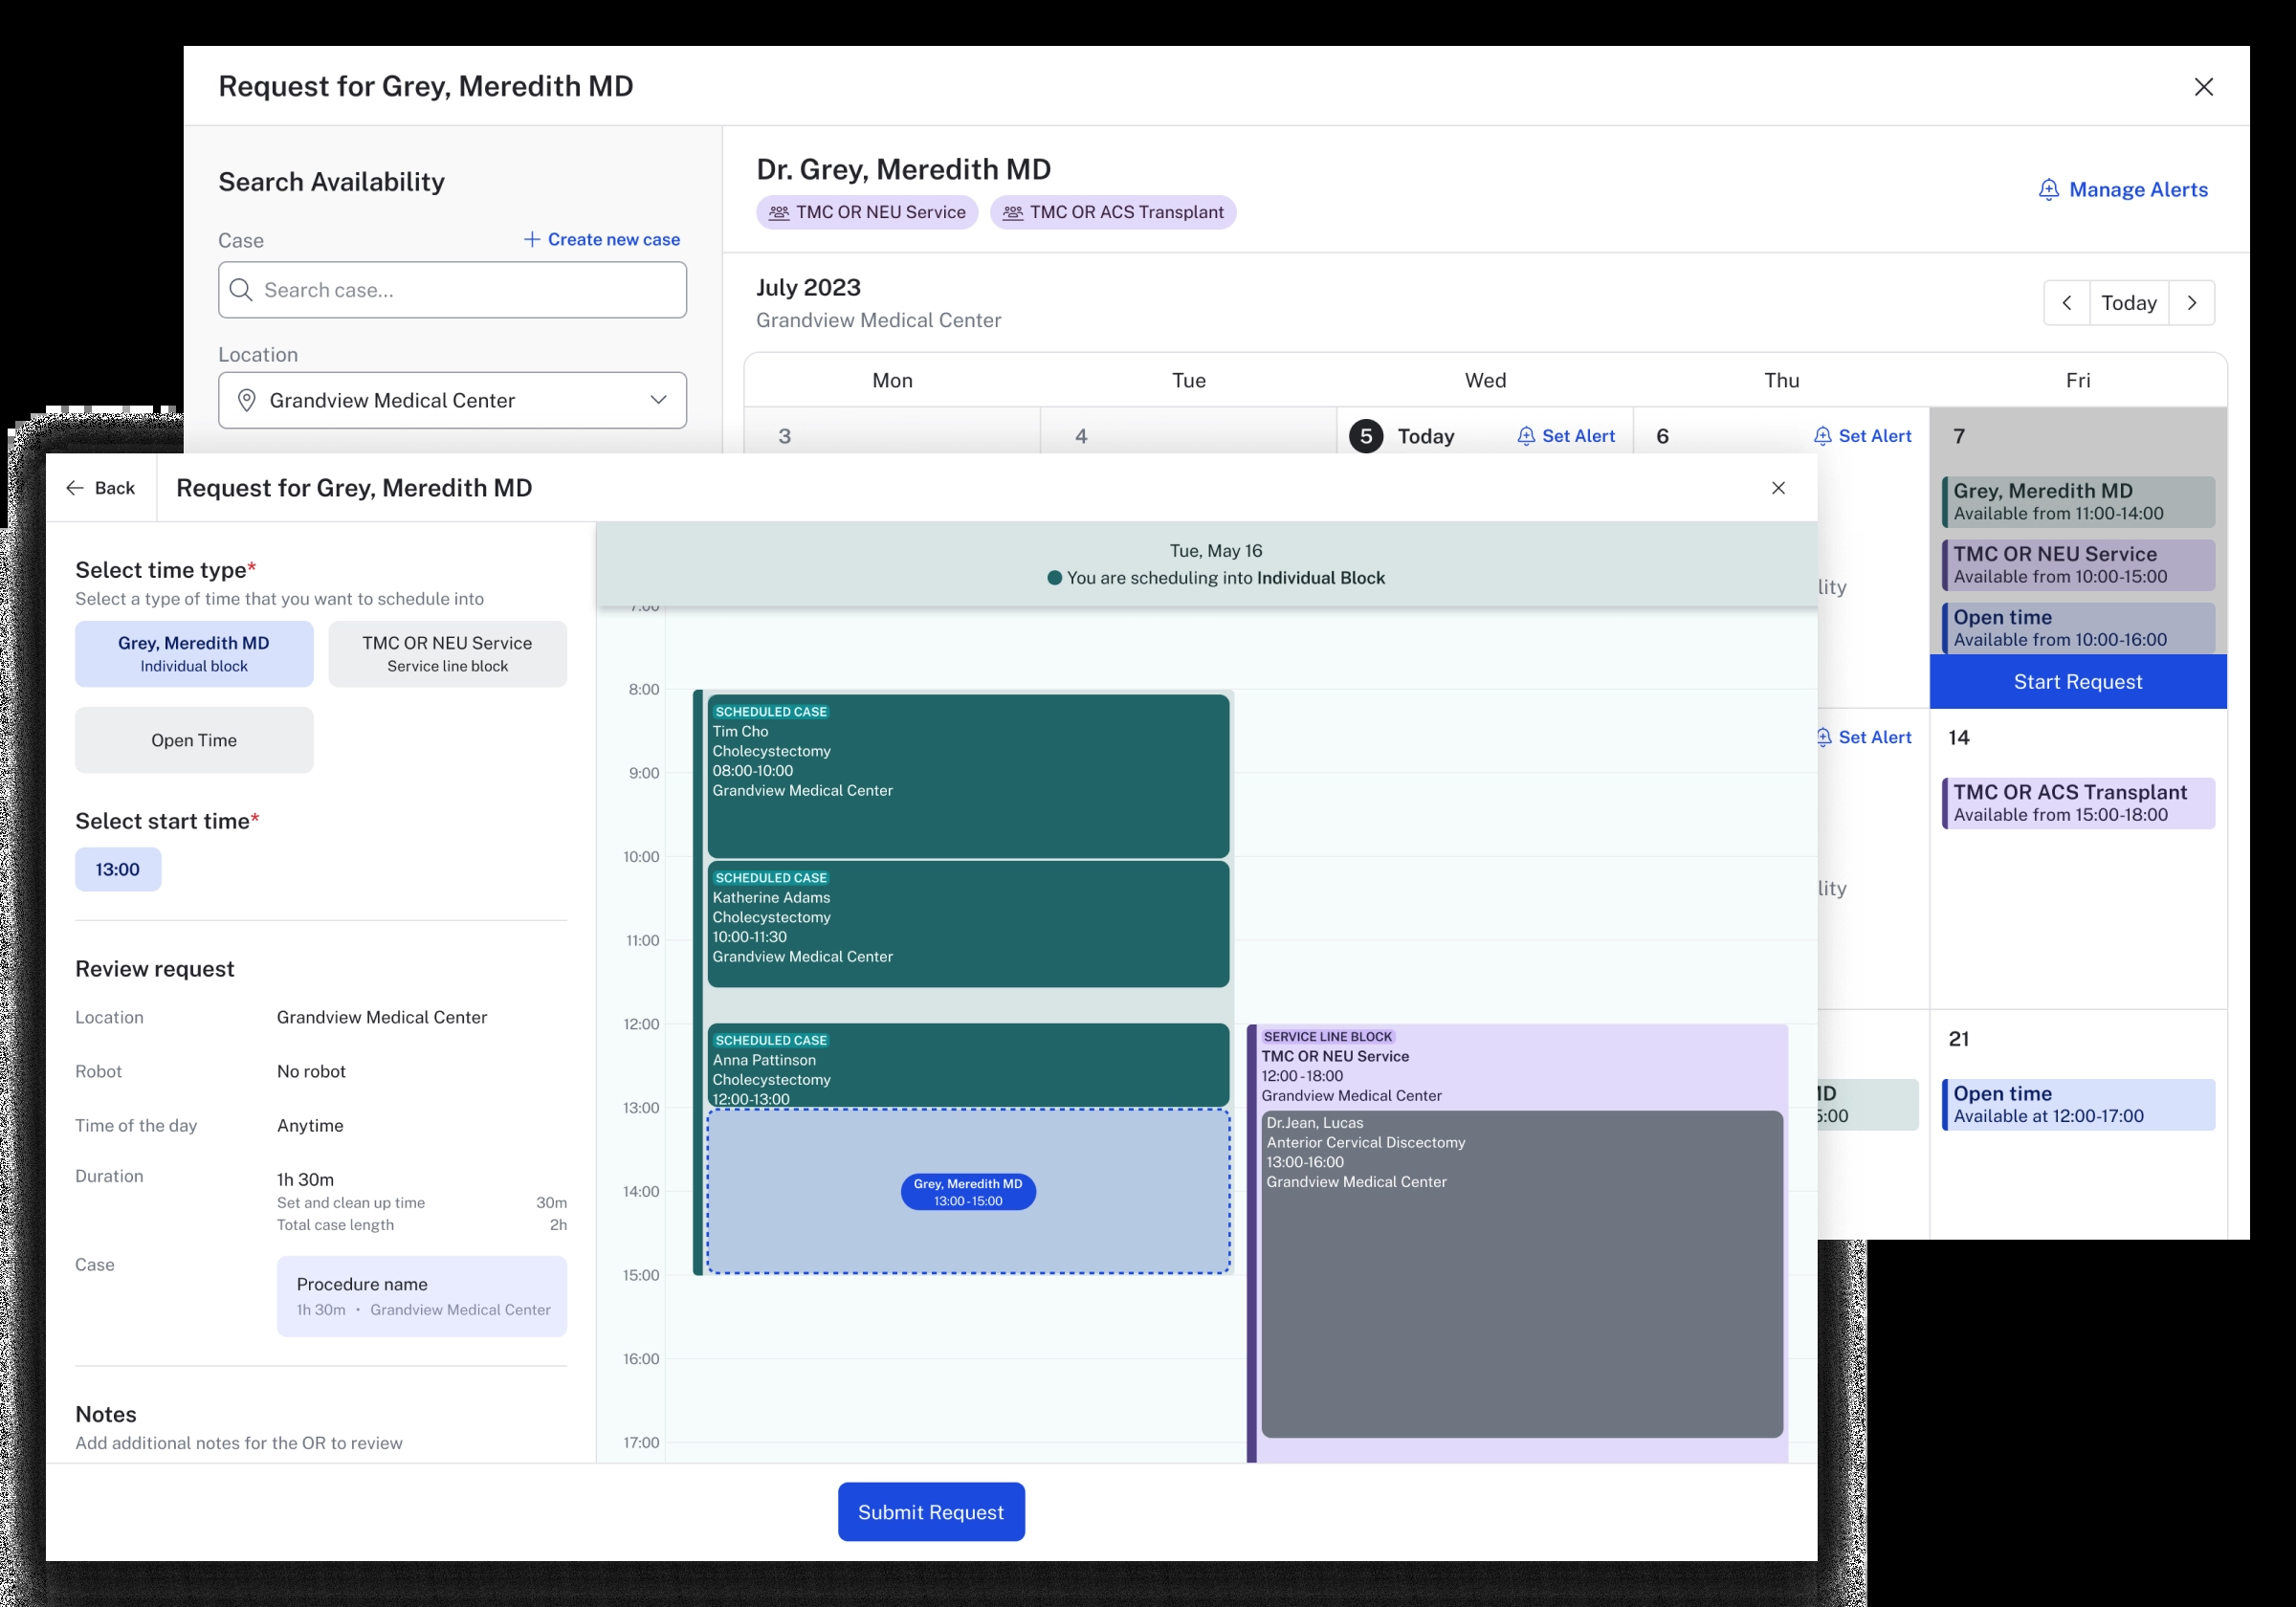 Request for Grey, Meredith MD
Search Availability
Case
Create new case
Search case...
Location
Grandview Medical Center
Dr. Grey, Meredith MD
TMC OR NEU Service
TMC OR ACS Transplant
Manage Alerts
July 2023
Grandview Medical Center
Today
Mon
Tue
Wed
Thu
Fri
3
4
5 Today
Set Alert
6
Set Alert
7
Grey, Meredith MD
Available from 11:00-14:00
TMC OR NEU Service
Available from 10:00-15:00
Open time
Available from 10:00-16:00
Start Request
lity
Set Alert
14
TMC OR ACS Transplant
Available from 15:00-18:00
lity
21
Open time
Available at 12:00-17:00
Back
Request for Grey, Meredith MD
Select time type*
Select a type of time that you want to schedule into
Grey, Meredith MD
Individual block
TMC OR NEU Service
Service line block
Open Time
Select start time*
13:00
Review request
Location
Grandview Medical Center
Robot
No robot
Time of the day
Anytime
Duration
1h 30m
Set and clean up time 30m
Total case length 2h
Case
Procedure name
1h 30m • Grandview Medical Center
Notes
Add additional notes for the OR to review
Tue, May 16
You are scheduling into Individual Block
7:00
8:00
9:00
10:00
11:00
12:00
13:00
14:00
15:00
16:00
17:00
SCHEDULED CASE
Tim Cho
Cholecystectomy
08:00-10:00
Grandview Medical Center
SCHEDULED CASE
Katherine Adams
Cholecystectomy
10:00-11:30
Grandview Medical Center
SCHEDULED CASE
Anna Pattinson
Cholecystectomy
12:00-13:00
Grey, Meredith MD
13:00 - 15:00
SERVICE LINE BLOCK
TMC OR NEU Service
12:00 - 18:00
Grandview Medical Center
Dr.Jean, Lucas
Anterior Cervical Discectomy
13:00-16:00
Grandview Medical Center
Submit Request